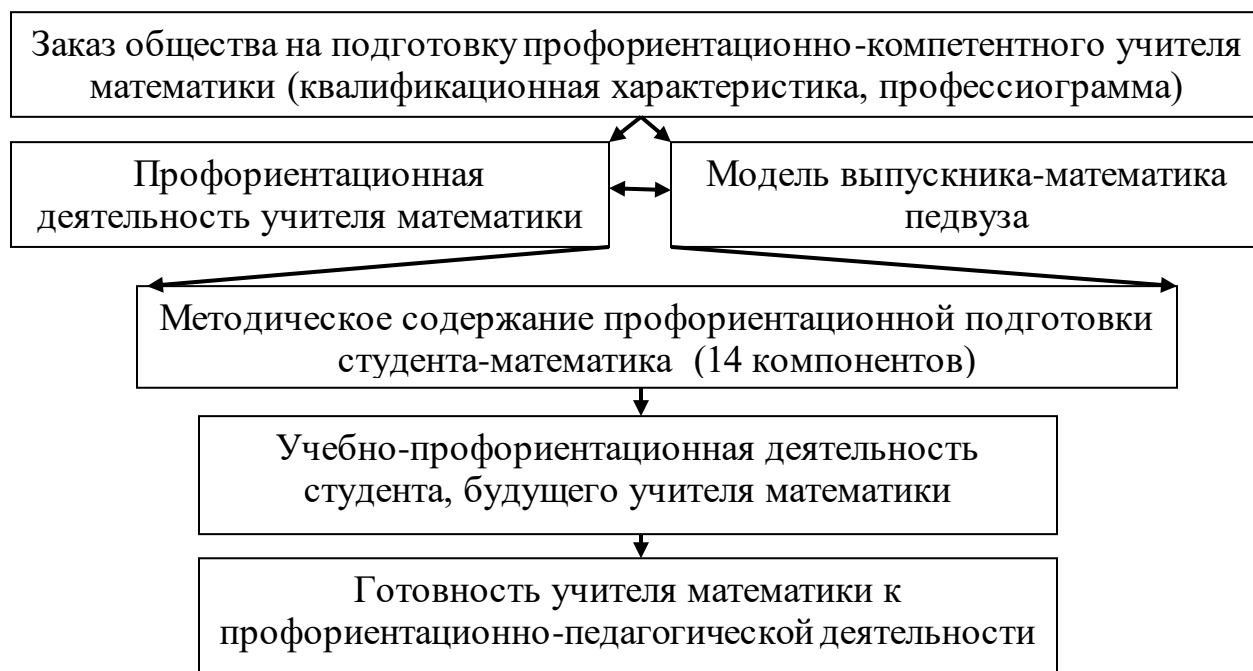 Заказ общества на подготовку профориентационно-компетентного учителя
математики (квалификационная характеристика, профессиограмма)
Профориентационная
деятельность учителя математики
Модель выпускника-математика
педвуза
Методическое содержание профориентационной подготовки
студента-математика (14 компонентов)
Учебно-профориентационная деятельность
студента, будущего учителя математики
Готовность учителя математики к
профориентационно-педагогической деятельности